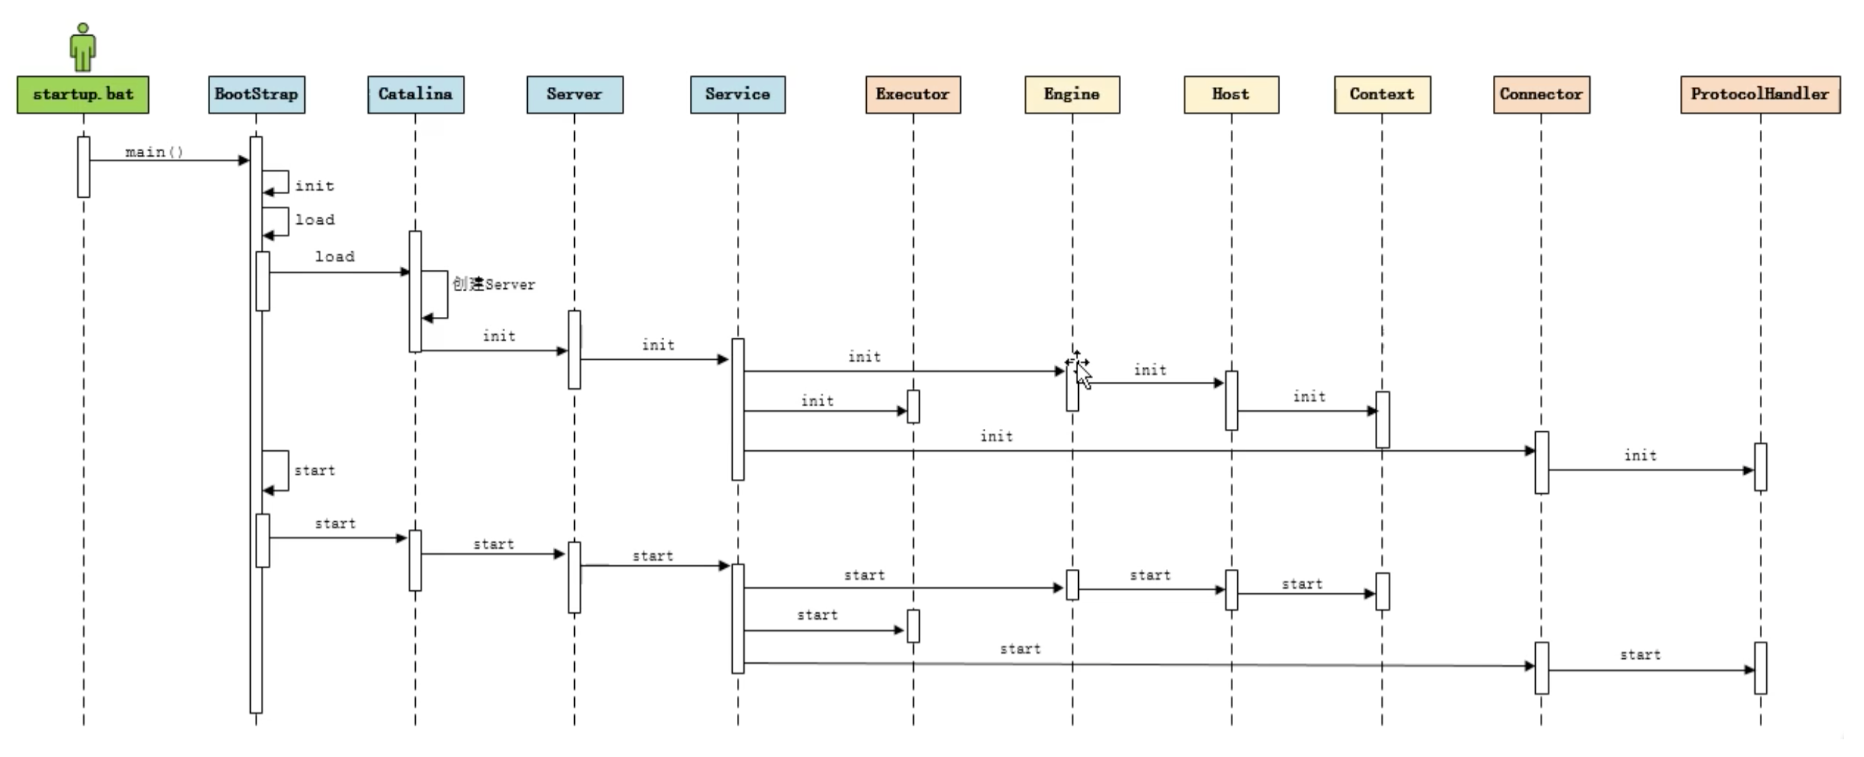 startup.bat
BootStrap
Catalina
Server
Service
Executor
Engine
Host
Context
Connector
ProtocolHandler
main()
init
load
load
创建Server
init
init
init
init
init
init
init
init
start
start
start
start
start
start
start
start
start
start